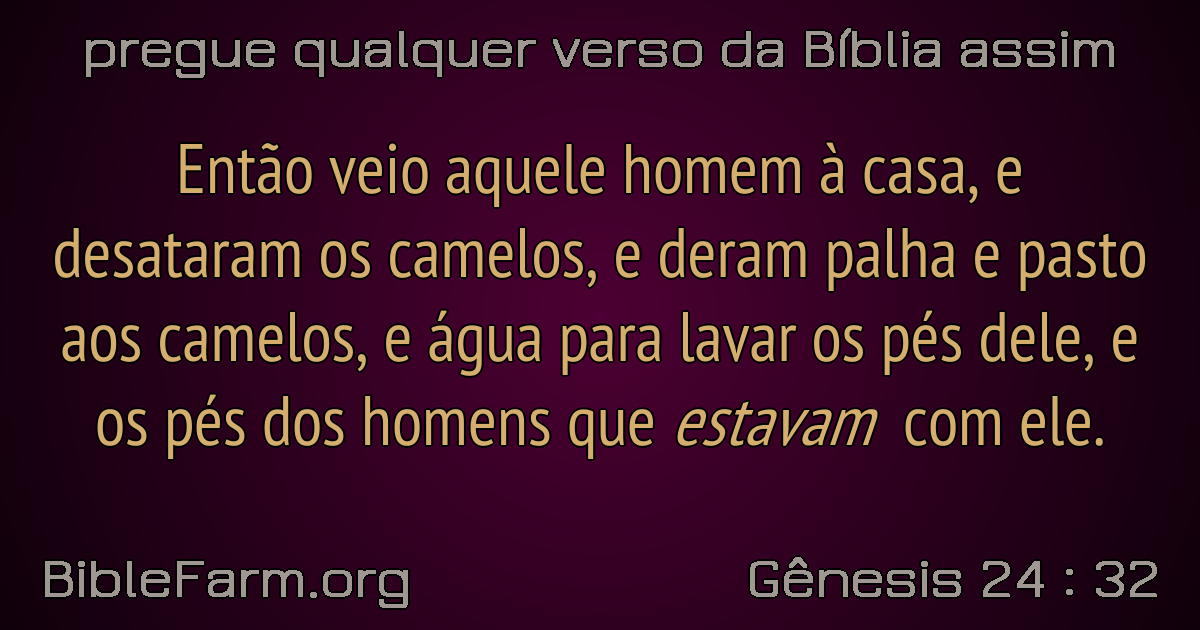 pregue qualquer verso da Bíblia assim
Então veio aquele homem à casa, e
desataram os camelos, e deram palha e pasto
aos camelos, e água para lavar os pés dele, e
os pés dos homens que estavam com ele.
BibleFarm.org
Gênesis 24 : 32